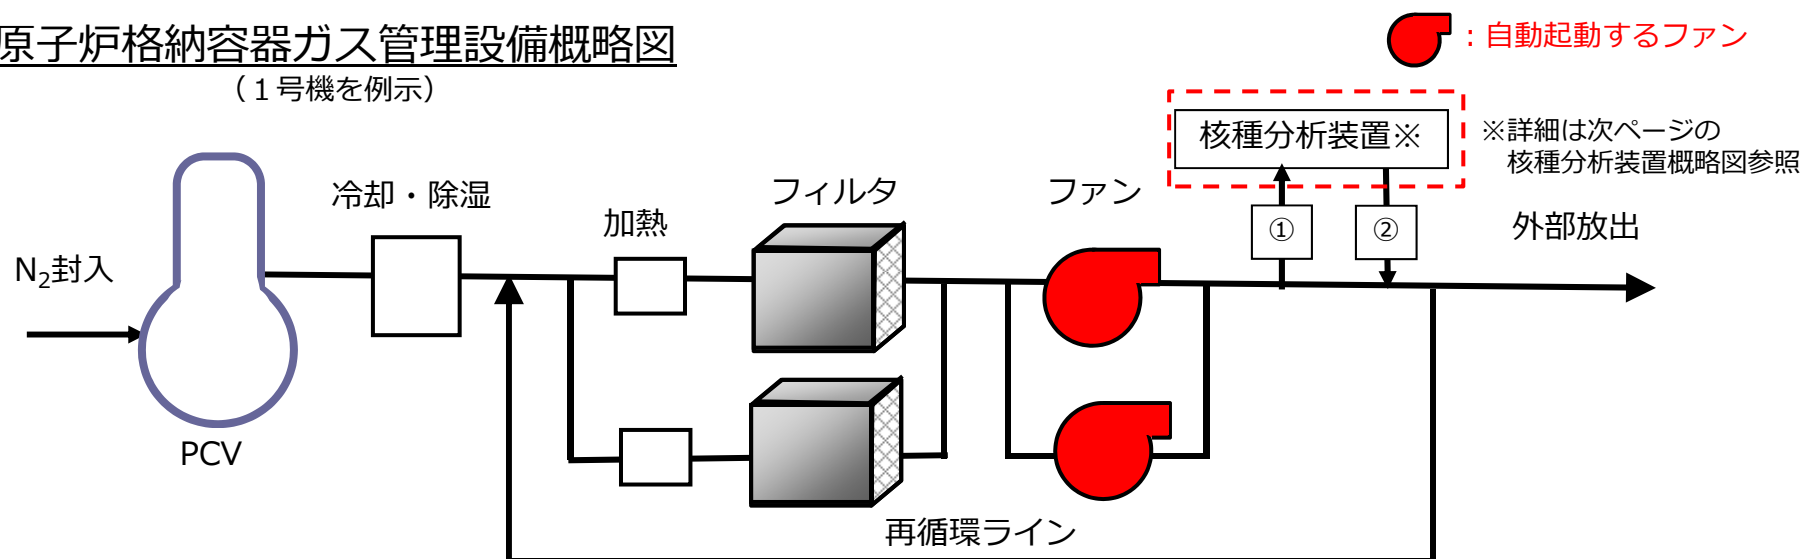 原子炉格納容器ガス管理設備概略図
（１号機を例示）
：自動起動するファン
核種分析装置※
※詳細は次ページの
核種分析装置概略図参照
冷却・除湿
加熱
フィルタ
ファン
①
②
外部放出
N₂封入
PCV
再循環ライン